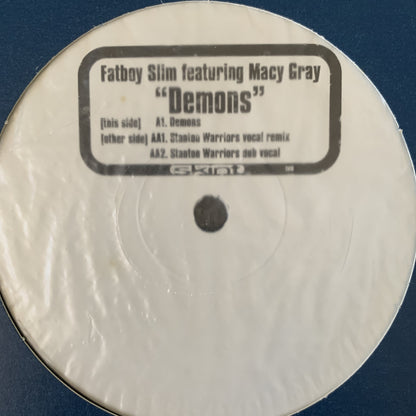 Fatboy Slim featuring Macy Gray
“Demons”
[this side] A1. Demons
[other side] AA1. Stanton Warriors vocal remix
AA2. Stanton Warriors dub vocal
Skint